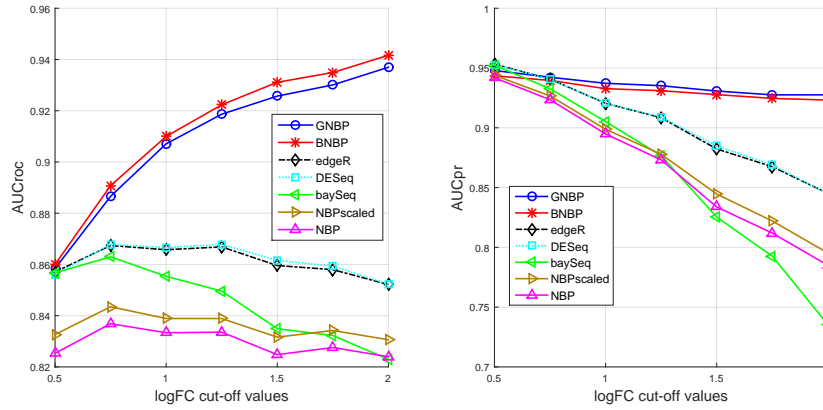 0.96
0.94
0.92
0.9
0.88
0.86
0.84
0.82
AUCroc
0.5
1
1.5
2
logFC cut-off values
GNBP
BNBP
edgeR
DESeq
baySeq
NBPscaled
NBP
1
0.95
0.9
0.85
0.8
0.75
0.7
AUCpr
0.5
1
1.5
logFC cut-off values
GNBP
BNBP
edgeR
DESeq
baySeq
NBPscaled
NBP